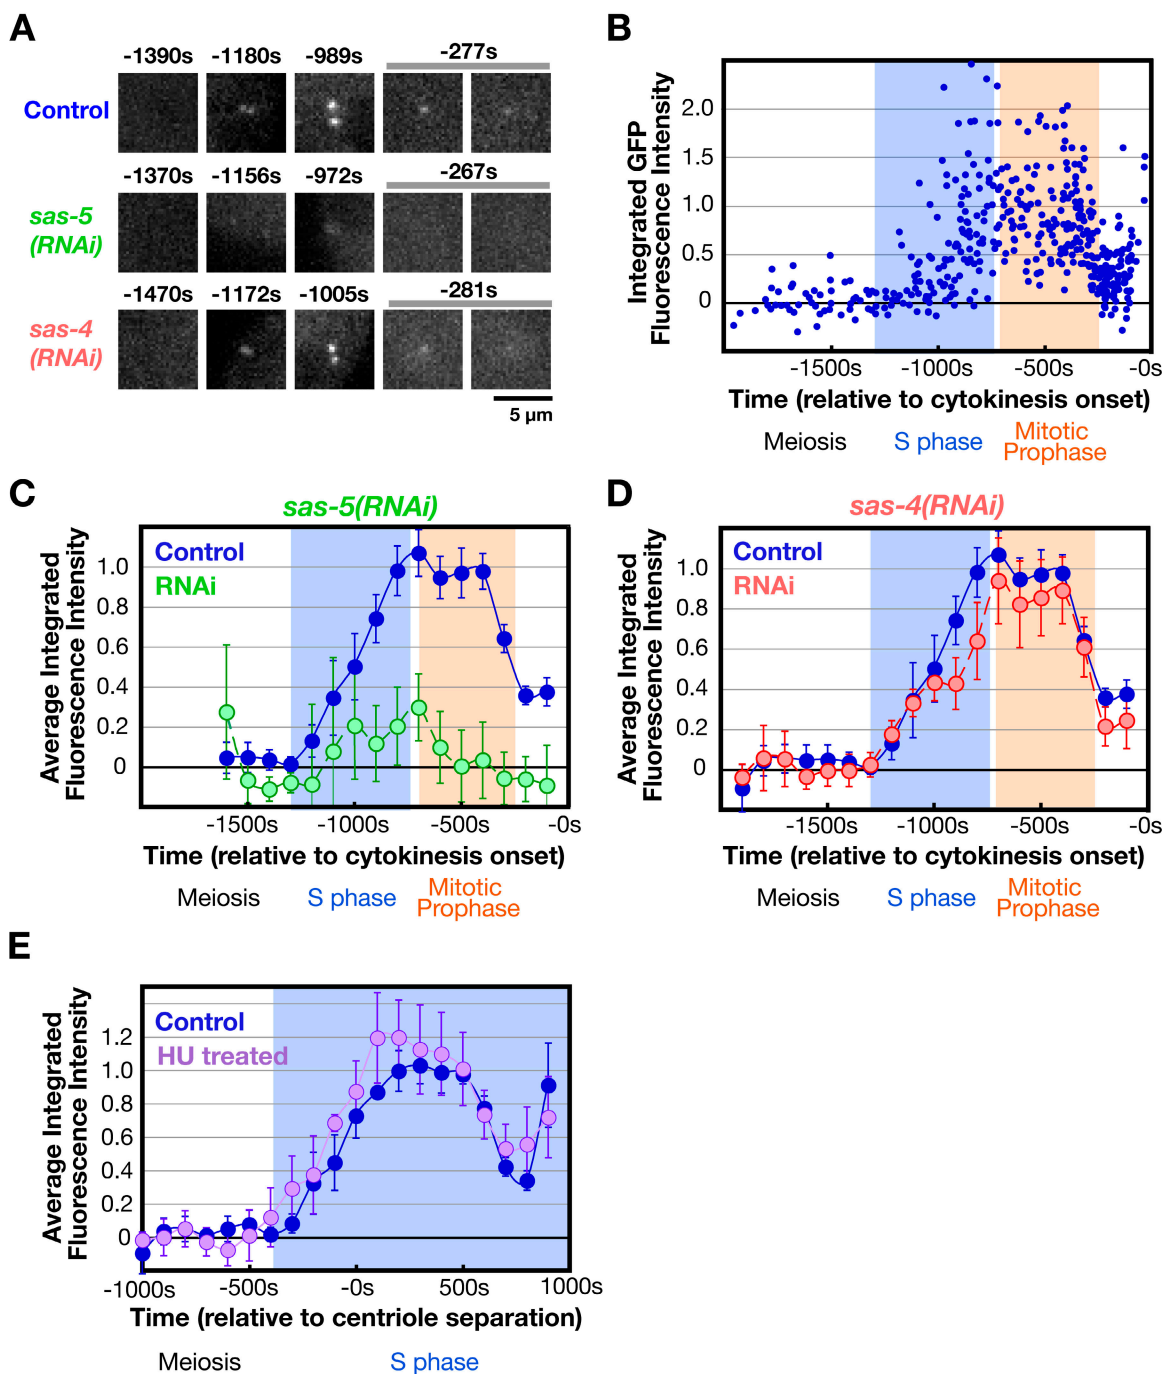 A
-1390s -1180s -989s -277s
Control
-1370s -1156s -972s -267s
sas-5
(RNAi)
-1470s -1172s -1005s -281s
sas-4
(RNAi)
5 µm
B
Integrated GFP
Fluorescence Intensity
2.0
1.5
1.0
0.5
0
-1500s -1000s -500s -0s
Time (relative to cytokinesis onset)
Meiosis S phase Mitotic
Prophase
C
sas-5(RNAi)
Average Integrated
Fluorescence Intensity
Control
RNAi
1.0
0.8
0.6
0.4
0.2
0
-1500s -1000s -500s -0s
Time (relative to cytokinesis onset)
Meiosis S phase Mitotic
Prophase
D
sas-4(RNAi)
Average Integrated
Fluorescence Intensity
Control
RNAi
1.0
0.8
0.6
0.4
0.2
0
-1500s -1000s -500s -0s
Time (relative to cytokinesis onset)
Meiosis S phase Mitotic
Prophase
E
Average Integrated
Fluorescence Intensity
Control
HU treated
1.2
1.0
0.8
0.6
0.4
0.2
0
-1000s -500s -0s 500s 1000s
Time (relative to centriole separation)
Meiosis S phase